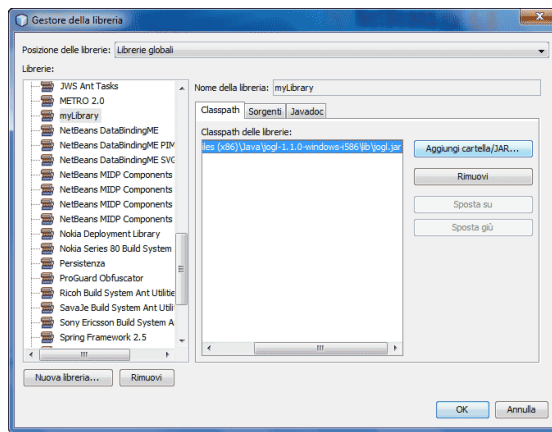 Gestore della libreria
Posizione delle librerie: Librerie globali
Librerie:
JWS Ant Tasks
METRO 2.0
myLibrary
NetBeans DataBindingME
NetBeans DataBindingME PIM
NetBeans DataBindingME SVG
NetBeans MIDP Components
NetBeans MIDP Components
NetBeans MIDP Components
NetBeans MIDP Components
Nokia Deployment Library
Nokia Series 80 Build System
Persistenza
ProGuard Obfuscator
Ricoh Build System Ant Utilitie
SavaJe Build System Ant Utili
Sony Ericsson Build System A
Spring Framework 2.5
Nuova libreria...
Rimuovi
Nome della libreria: myLibrary
Classpath
Sorgenti
Javadoc
Classpath delle librerie:
iles (x86)\Java\jogl-1.1.0-windows-i586\lib\jogl.jar
Aggiungi cartella/JAR...
Rimuovi
Sposta su
Sposta giù
OK
Annulla